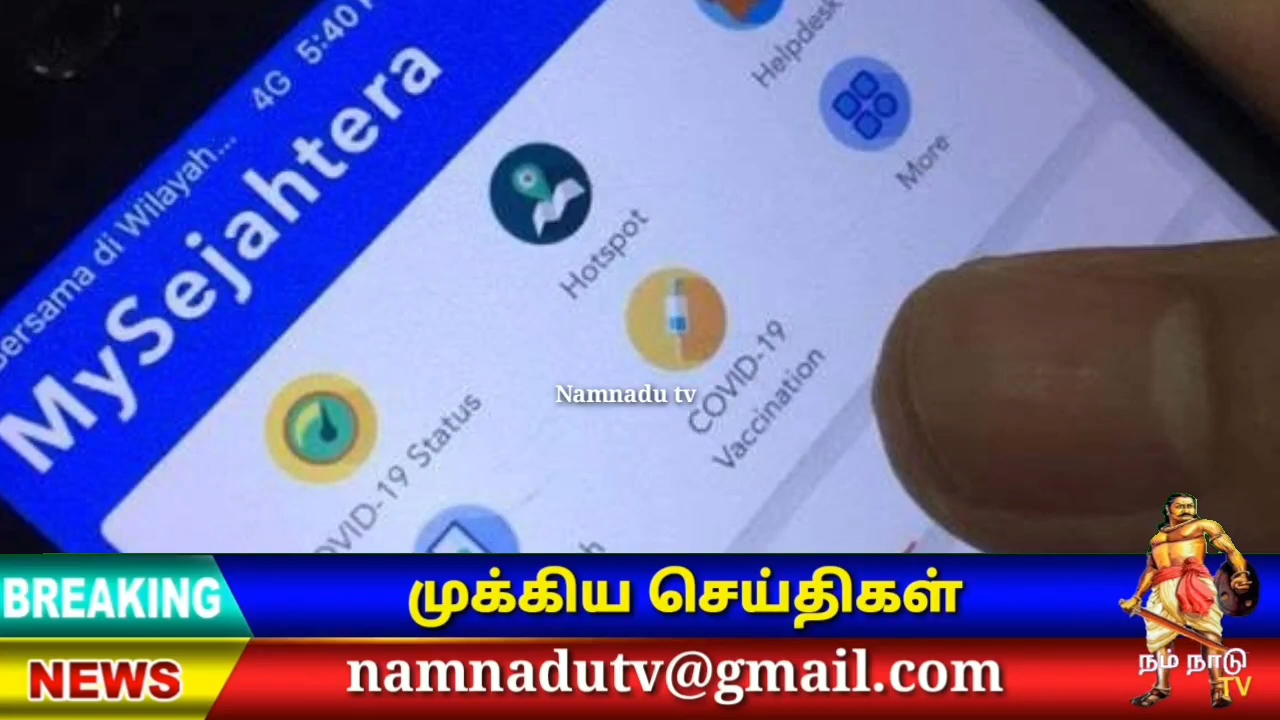 4G 5:40
Bersama di Wilayah...
MySejahtera
Helpdesk
More
Hotspot
COVID-19
Vaccination
COVID-19 Status
Namnadu tv
BREAKING
முக்கிய செய்திகள்
NEWS
namnadutv@gmail.com
நம் நாடு
TV